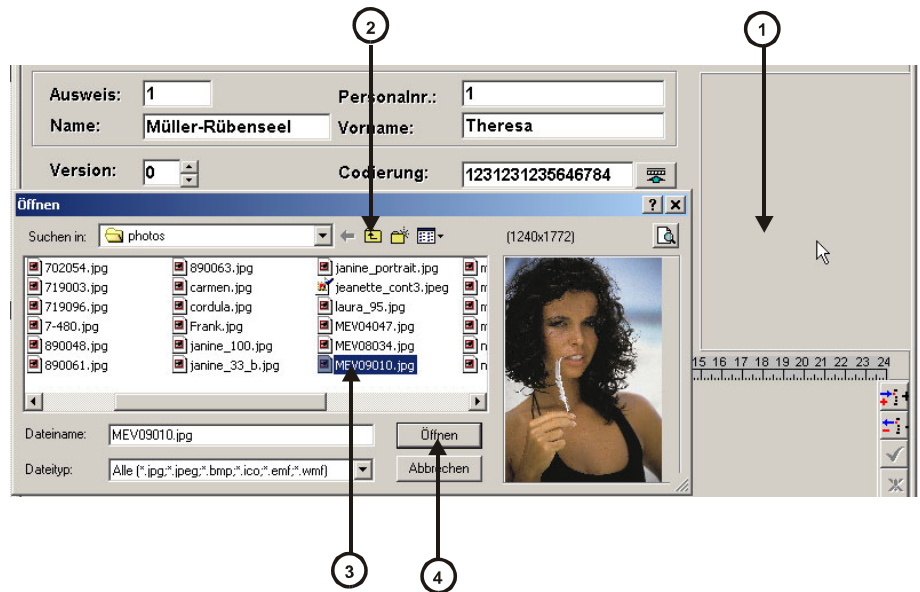 2
1
Ausweis: 1 Personalnr.: 1
Name: Müller-Rübenseel Vorname: Theresa
Version: 0 Codierung: 1231231235646784
Öffnen ? x
Suchen in: photos (1240x1772)
702054.jpg 890063.jpg janine_portrait.jpg
719003.jpg carmen.jpg jeanette_cont3.jpeg
719096.jpg cordula.jpg laura_95.jpg
7-480.jpg Frank.jpg MEV04047.jpg
890048.jpg janine_100.jpg MEV08034.jpg
890061.jpg janine_33_b.jpg MEV09010.jpg
15 16 17 18 19 20 21 22 23 24
Dateiname: MEV09010.jpg Öffnen
Dateityp: Alle (*.jpg;*.jpeg;*.bmp;*.ico;*.emf;*.wmf) Abbrechen
3
4